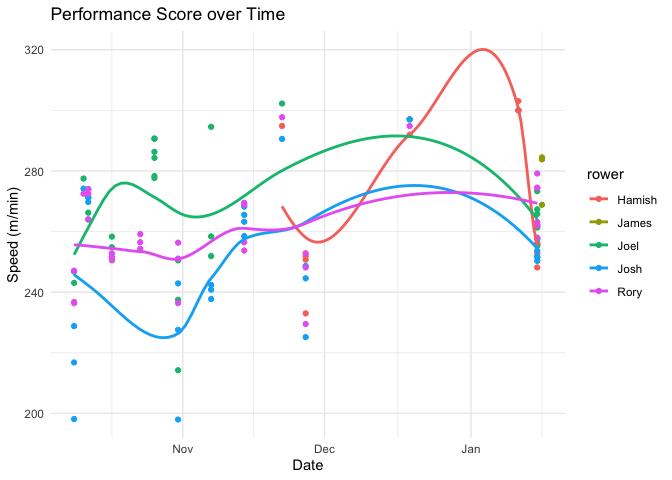 Performance Score over Time
320
280
240
200
Speed (m/min)
Nov
Dec
Jan
Date
rower
Hamish
James
Joel
Josh
Rory